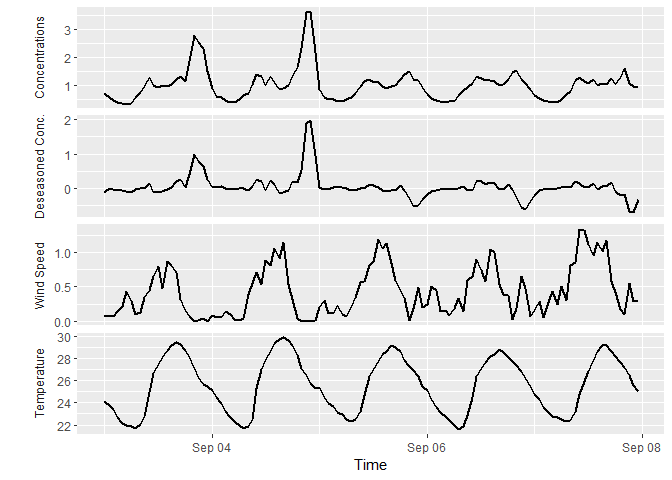 Concentrations
3
2
1
Deseasoned Conc.
2
1
0
Wind Speed
1.0
0.5
0.0
Temperature
30
28
26
24
22
Sep 04
Sep 06
Sep 08
Time